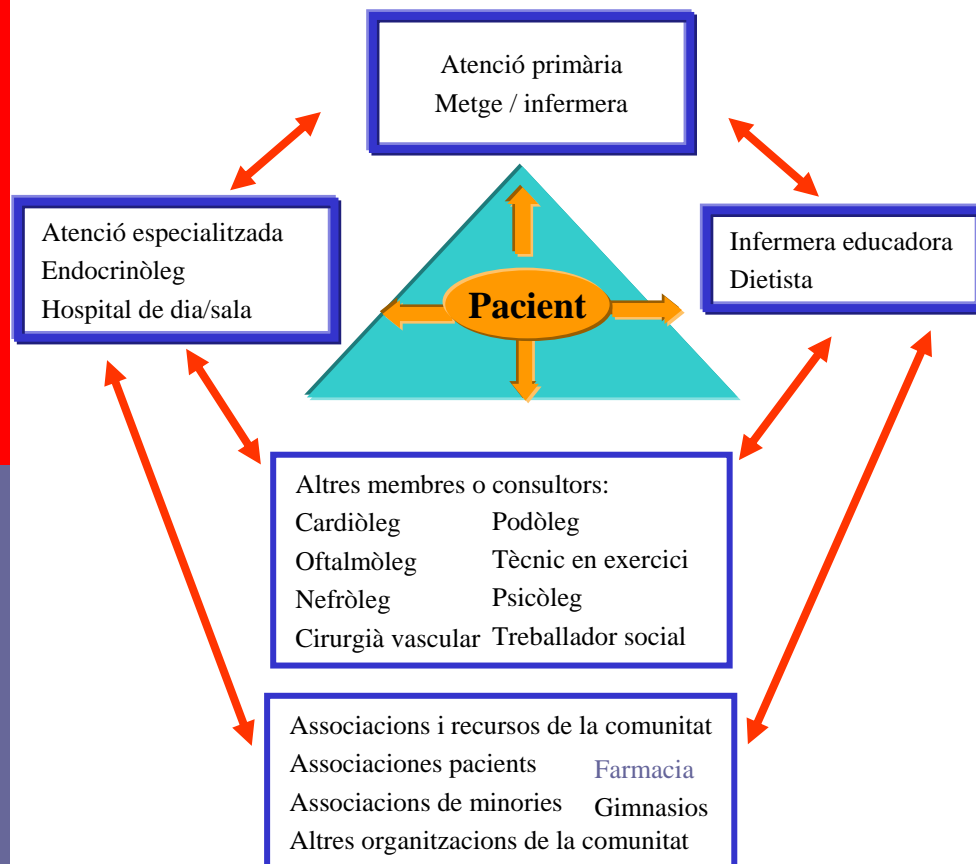 Atenció primària
Metge / infermera
Atenció especialitzada
Endocrinòleg
Hospital de dia/sala
Infermera educadora
Dietista
Pacient
Altres membres o consultors:
Cardiòleg Podòleg
Oftalmòleg Tècnic en exercici
Nefròleg Psicòleg
Cirurgià vascular Treballador social
Associacions i recursos de la comunitat
Associaciones pacients Farmacia
Associacions de minories Gimnasios
Altres organitzacions de la comunitat